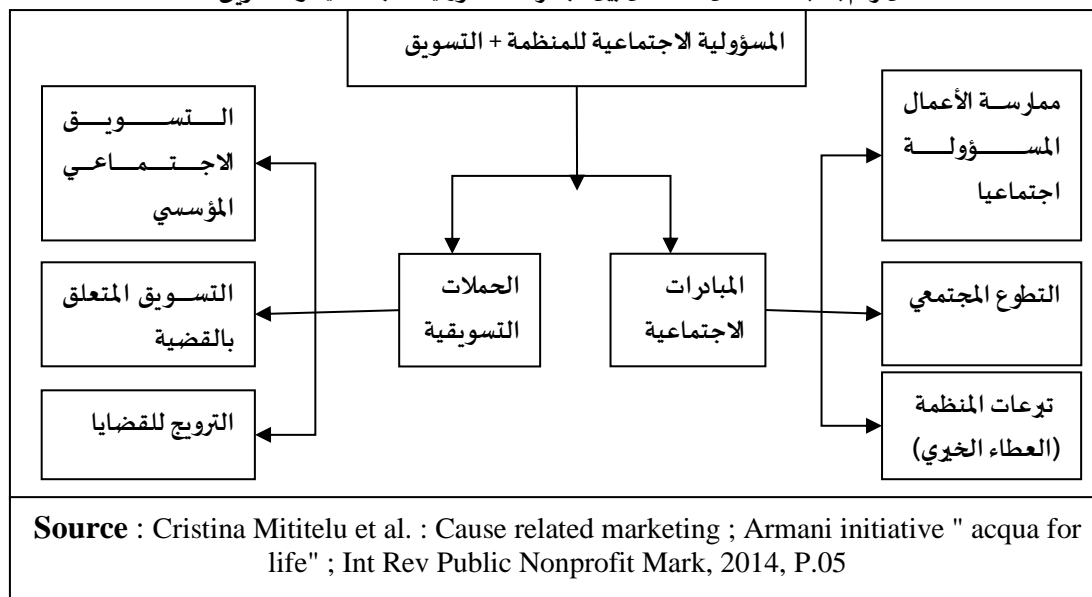 المسؤولية الاجتماعية للمنظمة + التسويق
ممارسة الأعمال
المسؤولة
اجتماعيا
التسويق
الاجتماعي
المؤسسي
المبادرات
الاجتماعية
الحملات
التسويقية
التطوع المجتمعي
التسويق المتعلق
بالقضية
تبرعات المنظمة
(العطاء الخيري)
الترويج للقضايا
Source : Cristina Mititelu et al. : Cause related marketing ; Armani initiative " acqua for
life" ; Int Rev Public Nonprofit Mark, 2014, P.05